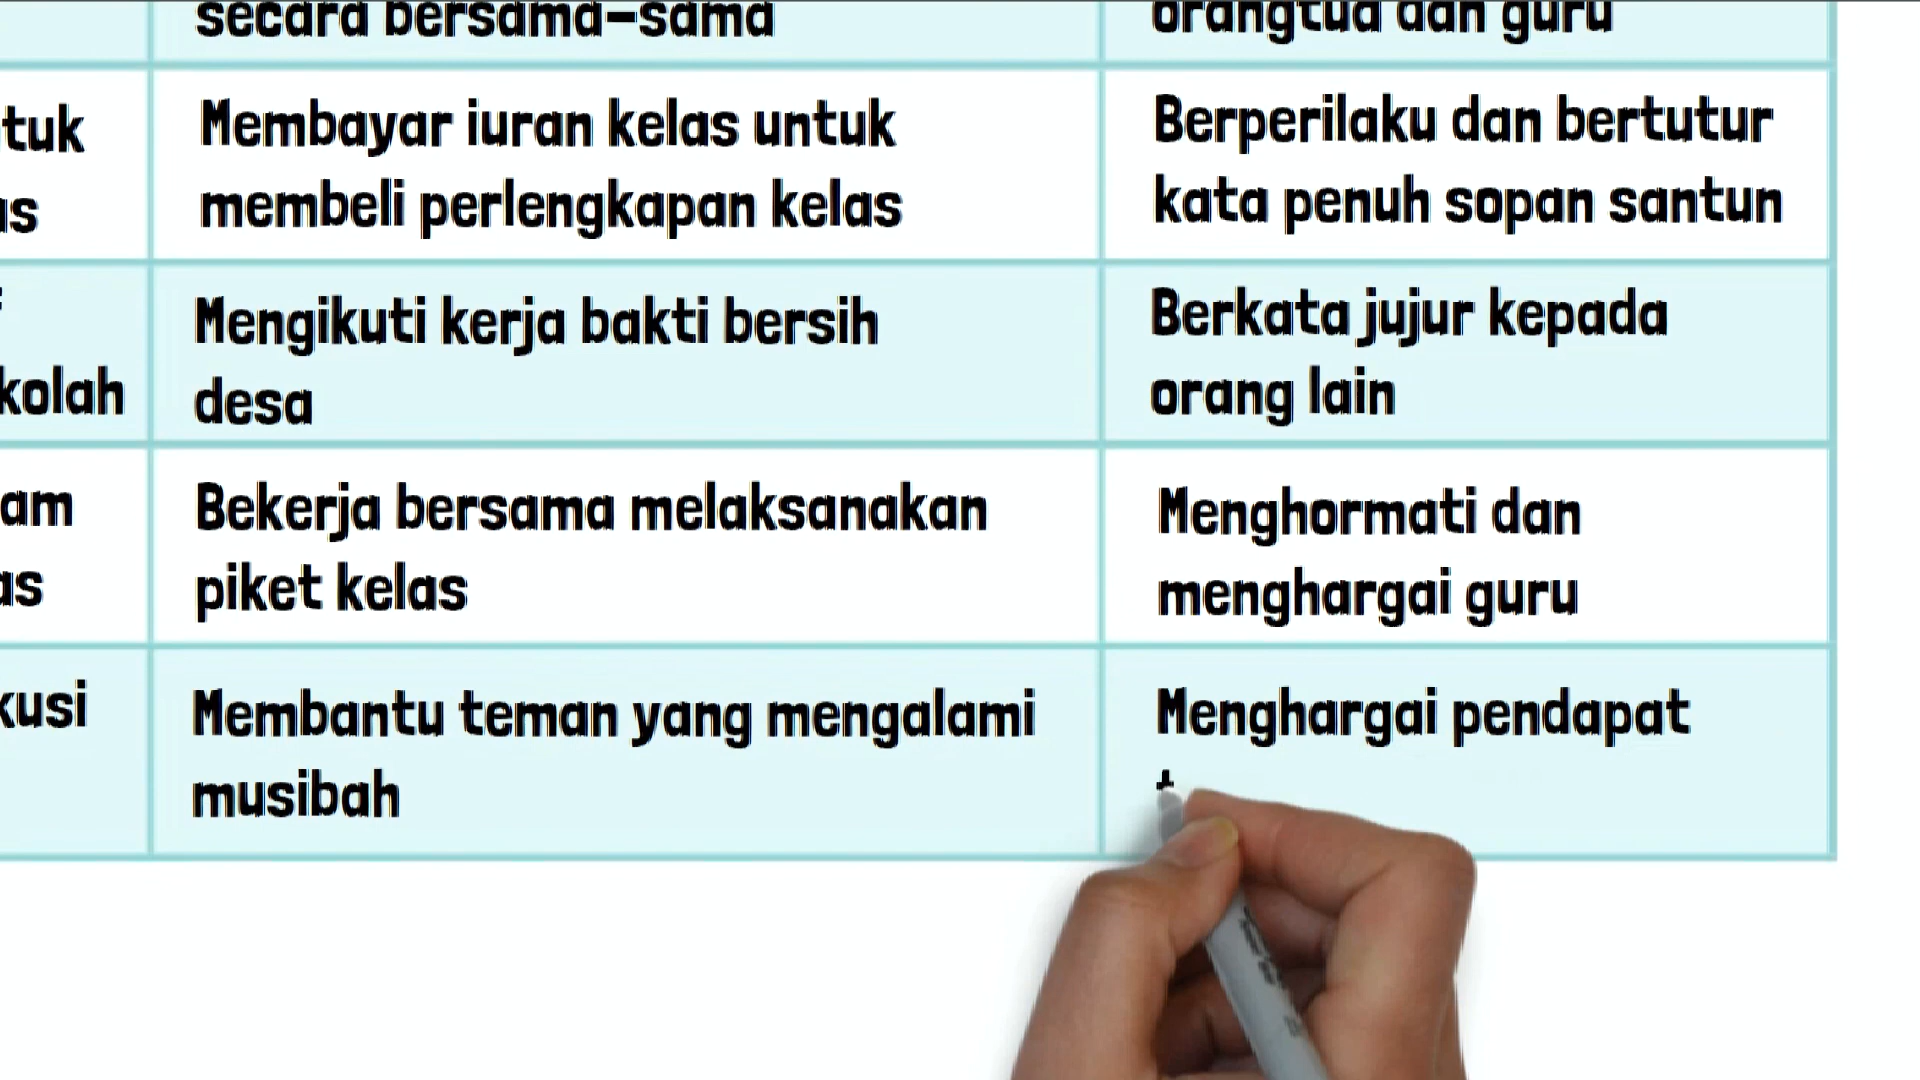 secara bersama-sama
orangtua dan guru
tuk
as
Membayar iuran kelas untuk
membeli perlengkapan kelas
Berperilaku dan bertutur
kata penuh sopan santun
kolah
Mengikuti kerja bakti bersih
desa
Berkata jujur kepada
orang lain
am
as
Bekerja bersama melaksanakan
piket kelas
Menghormati dan
menghargai guru
kusi
Membantu teman yang mengalami
musibah
Menghargai pendapat
t